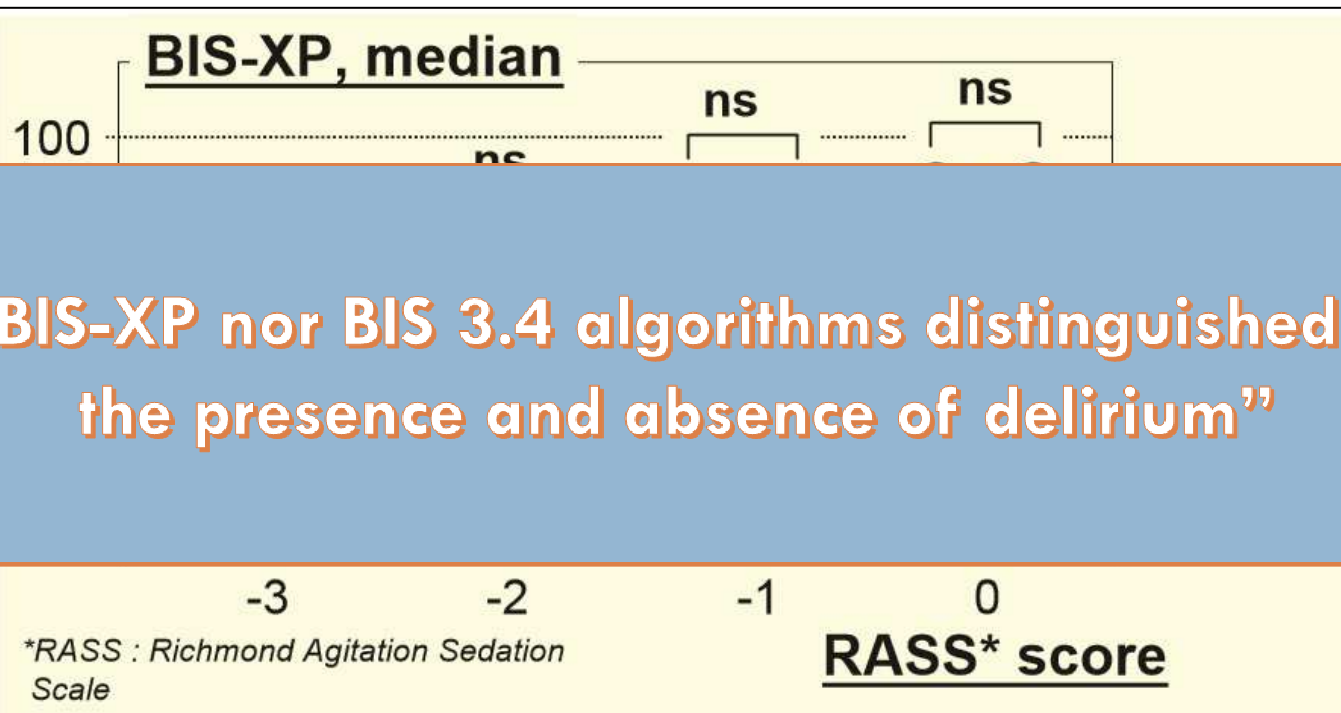 BIS-XP, median
ns
ns
100
ns
BIS-XP nor BIS 3.4 algorithms distinguished
the presence and absence of delirium”
-3 -2 -1 0
*RASS : Richmond Agitation Sedation
Scale
RASS* score